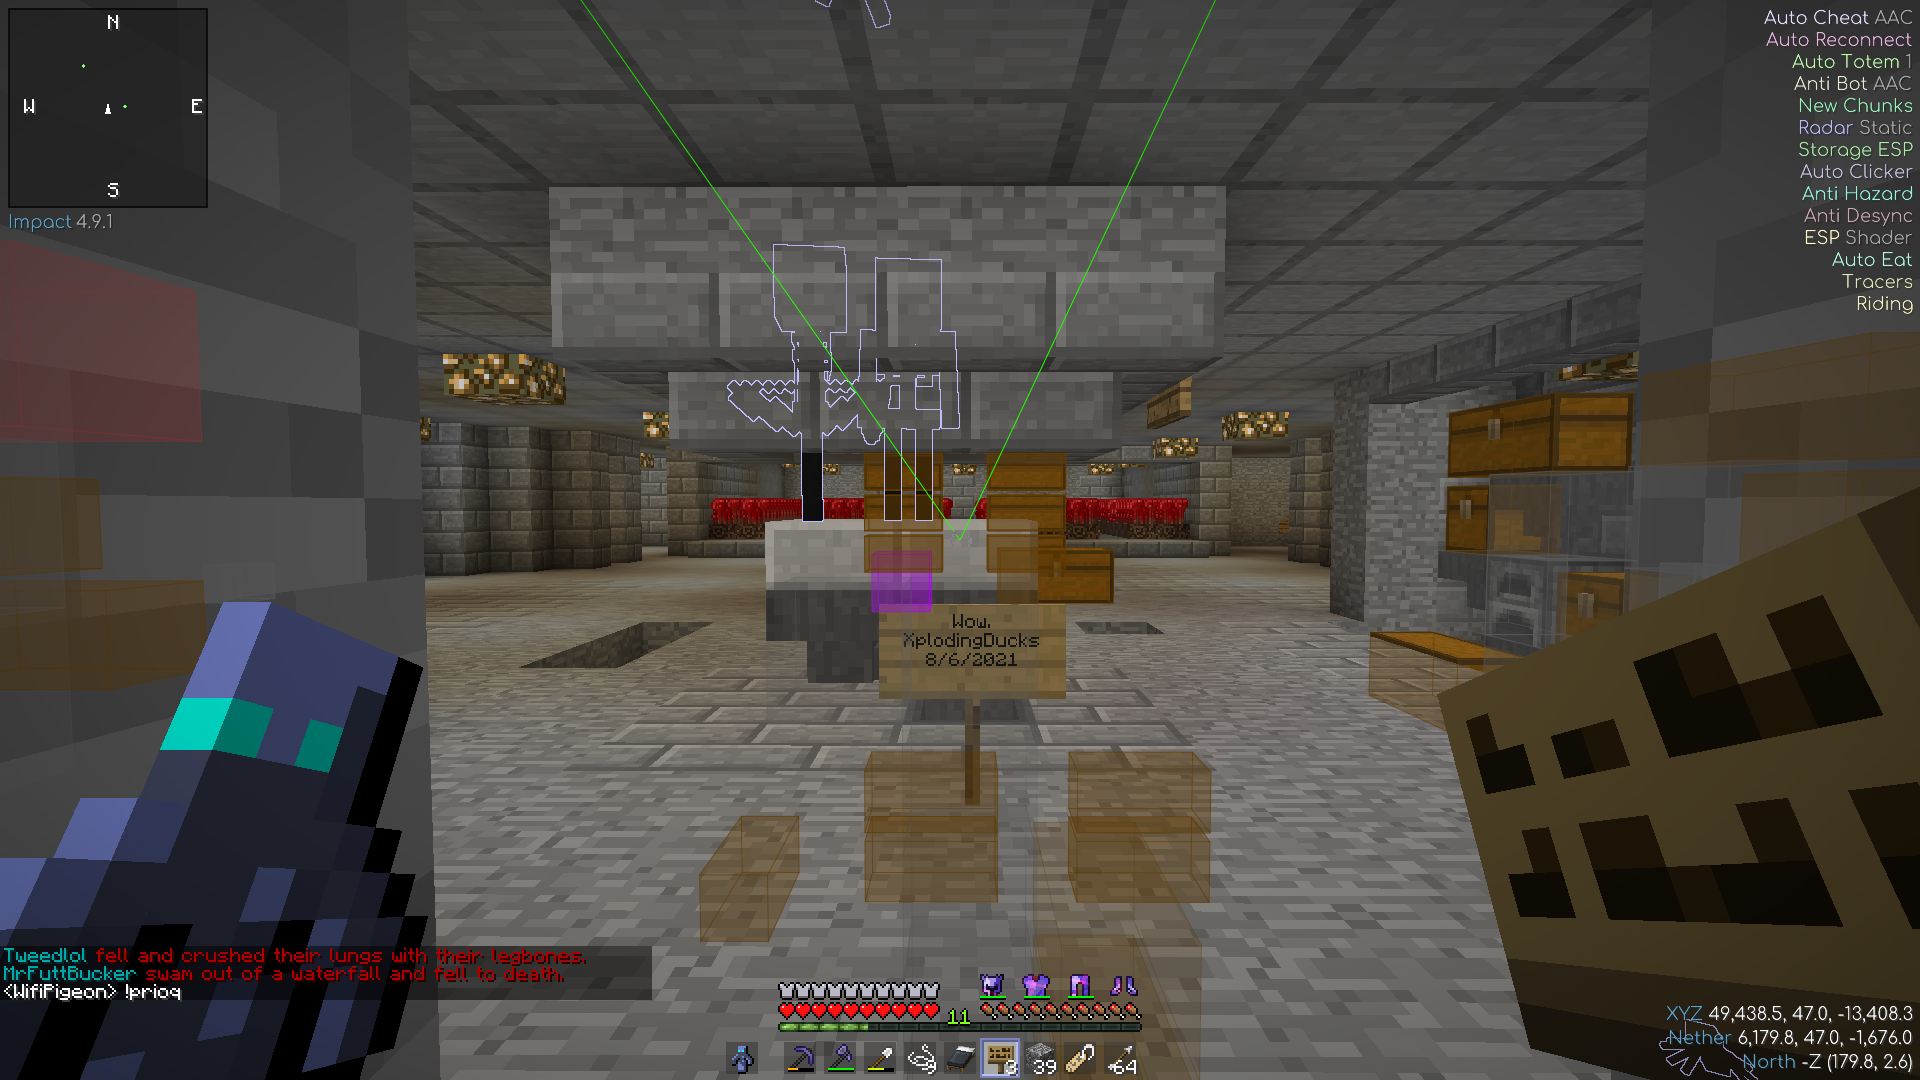 N
W
E
S
Impact 4.9.1
Auto Cheat AAC
Auto Reconnect
Auto Totem 1
Anti Bot AAC
New Chunks
Radar Static
Storage ESP
Auto Clicker
Anti Hazard
Anti Desync
ESP Shader
Auto Eat
Tracers
Riding
Wow.
XplodingDucks
8/6/2021
Tweedlol fell and crushed their lungs with their legbones.
MrFuttBucker swam out of a waterfall and fell to death.
<WifiPigeon> !prioq
11
3
39
64
XYZ 49,438.5, 47.0, -13,408.3
Nether 6,179.8, 47.0, -1,676.0
North -Z (179.8, 2.6)